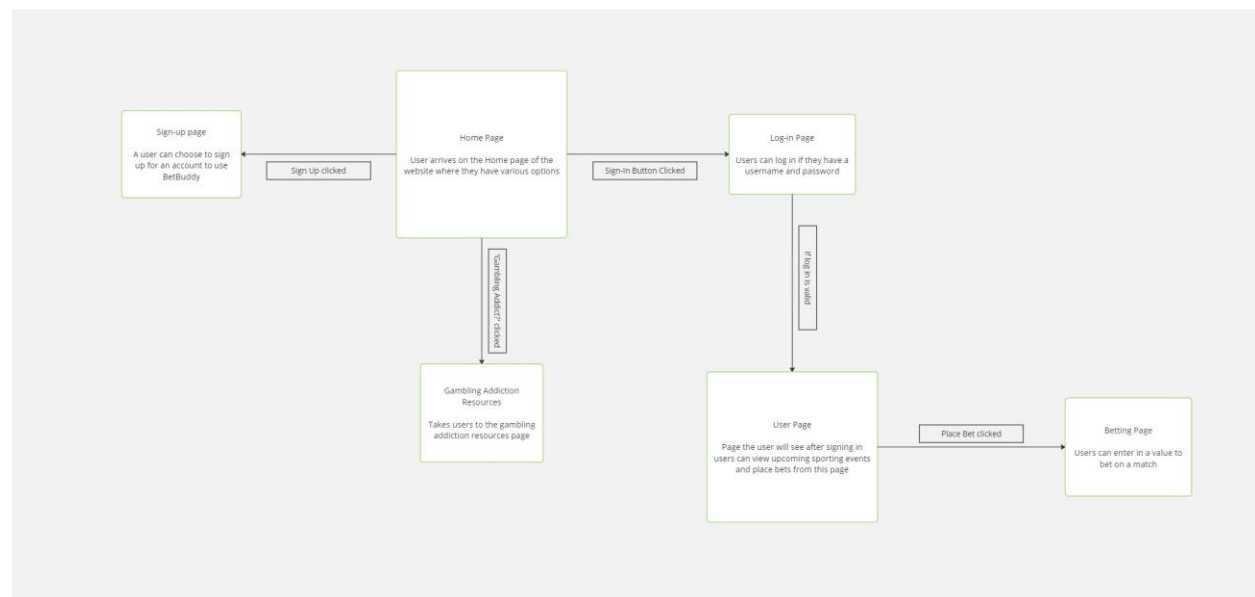 Sign-up page
A user can choose to sign
up for an account to use
BetBuddy
Sign Up clicked
Home Page
User arrives on the Home page of the
website where they have various options
Sign-In Button Clicked
Log-in Page
Users can log in if they have a
username and password
'Gambling Addict?' clicked
If log in is valid
Gambling Addiction
Resources
Takes users to the gambling
addiction resources page
User Page
Page the user will see after signing in
users can view upcoming sporting events
and place bets from this page
Place Bet clicked
Betting Page
Users can enter in a value to
bet on a match